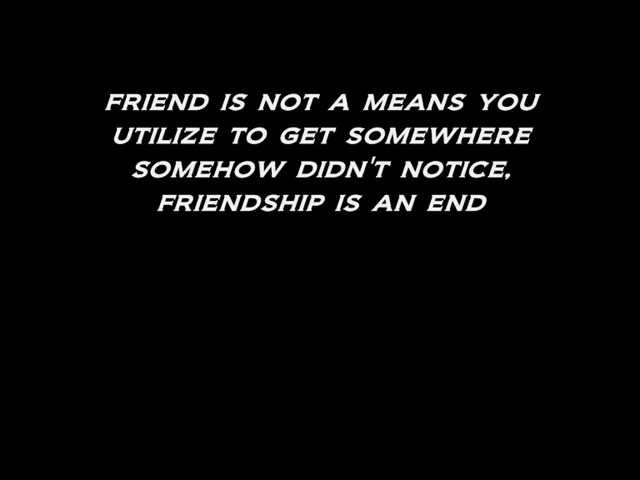 FRIEND IS NOT A MEANS YOU
UTILIZE TO GET SOMEWHERE
SOMEHOW DIDN'T NOTICE,
FRIENDSHIP IS AN END